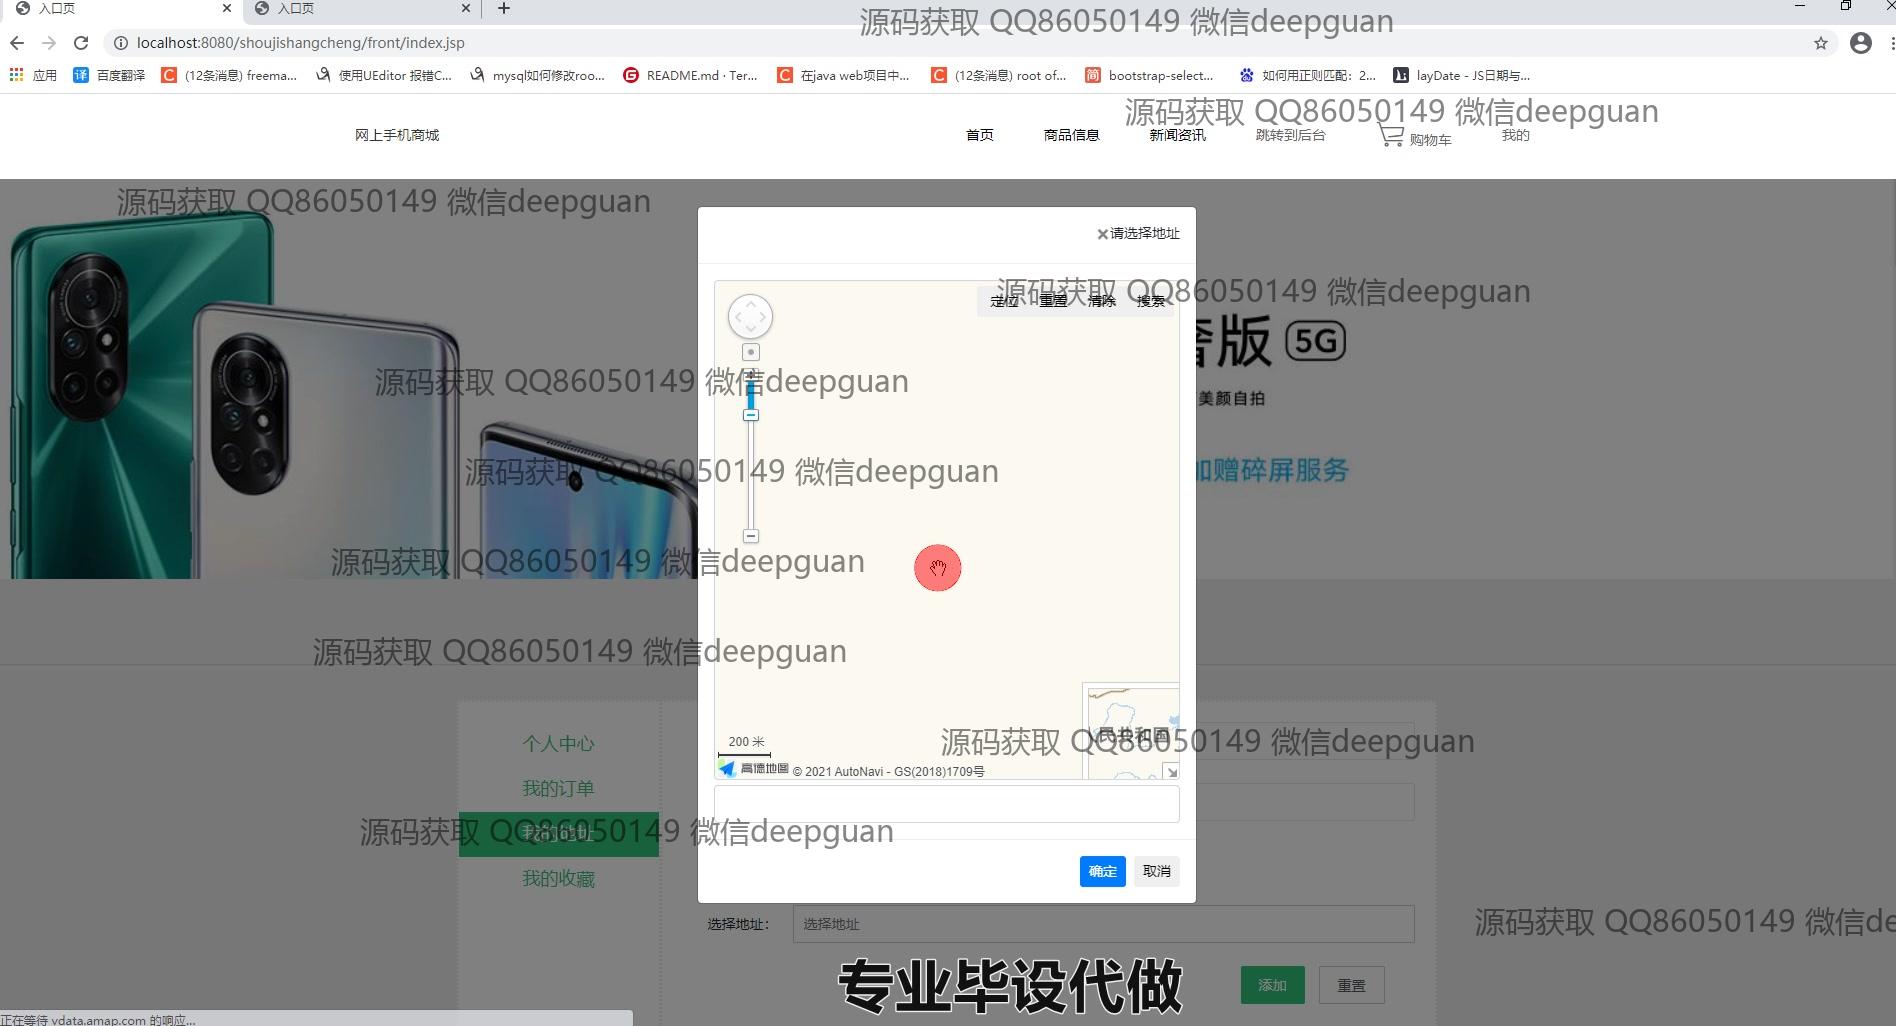 入口页
入口页
源码获取 QQ86050149 微信deepguan
localhost:8080/shoujishangcheng/front/index.jsp
应用
译 百度翻译
(12条消息) freema...
使用UEditor 报错C...
mysql如何修改roo...
README.md · Ter...
在java web项目中...
(12条消息) root of...
简 bootstrap-select...
如何用正则匹配：2...
layDate - JS日期与...
源码获取 QQ86050149 微信deepguan
网上手机商城
首页
商品信息
新闻资讯
跳转到后台
购物车
我的
源码获取 QQ86050149 微信deepguan
×请选择地址
源码获取 QQ86050149 微信deepguan
定位 重置 清除 搜索
奢版 5G
源码获取 QQ86050149 微信deepguan
美颜自拍
源码获取 QQ86050149 微信deepguan
加赠碎屏服务
源码获取 QQ86050149 微信deepguan
源码获取 QQ86050149 微信deepguan
个人中心
200 米
民共和国
源码获取 QQ86050149 微信deepguan
高德地图 © 2021 AutoNavi - GS(2018)1709号
我的订单
我的地址
源码获取 QQ86050149 微信deepguan
我的收藏
确定
取消
选择地址：
选择地址
源码获取 QQ86050149 微信de
专业毕设代做
添加
重置
正在等待 vdata.amap.com 的响应...